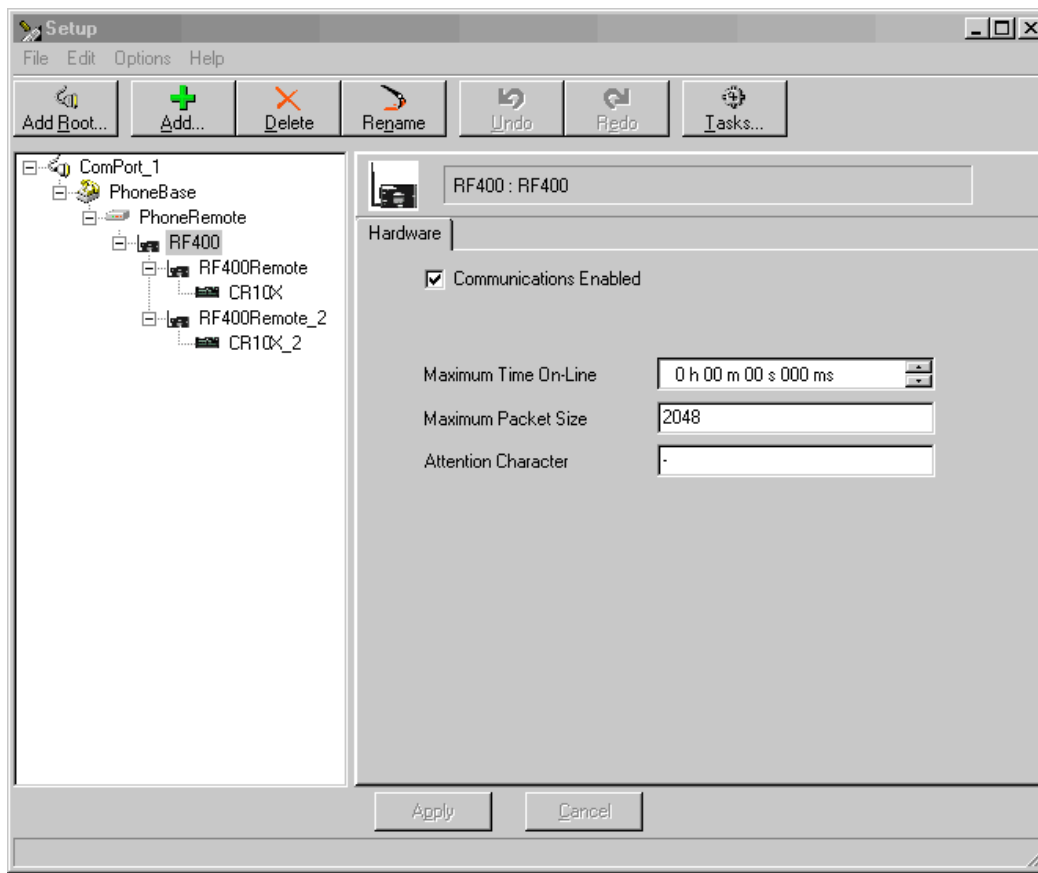 Setup
File Edit Options Help
Add Root... Add... Delete Rename Undo Redo Tasks...
ComPort_1
PhoneBase
PhoneRemote
RF400
RF400Remote
CR10X
RF400Remote_2
CR10X_2
RF400 : RF400
Hardware
Communications Enabled
Maximum Time On-Line 0 h 00 m 00 s 000 ms
Maximum Packet Size 2048
Attention Character -
Apply Cancel